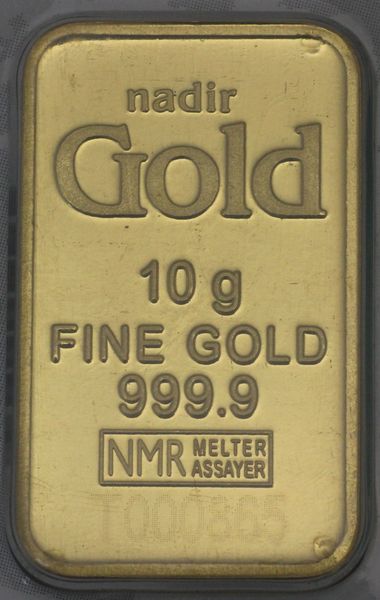 nadir
Gold
10 g
FINE GOLD
999.9
NMR MELTER
ASSAYER